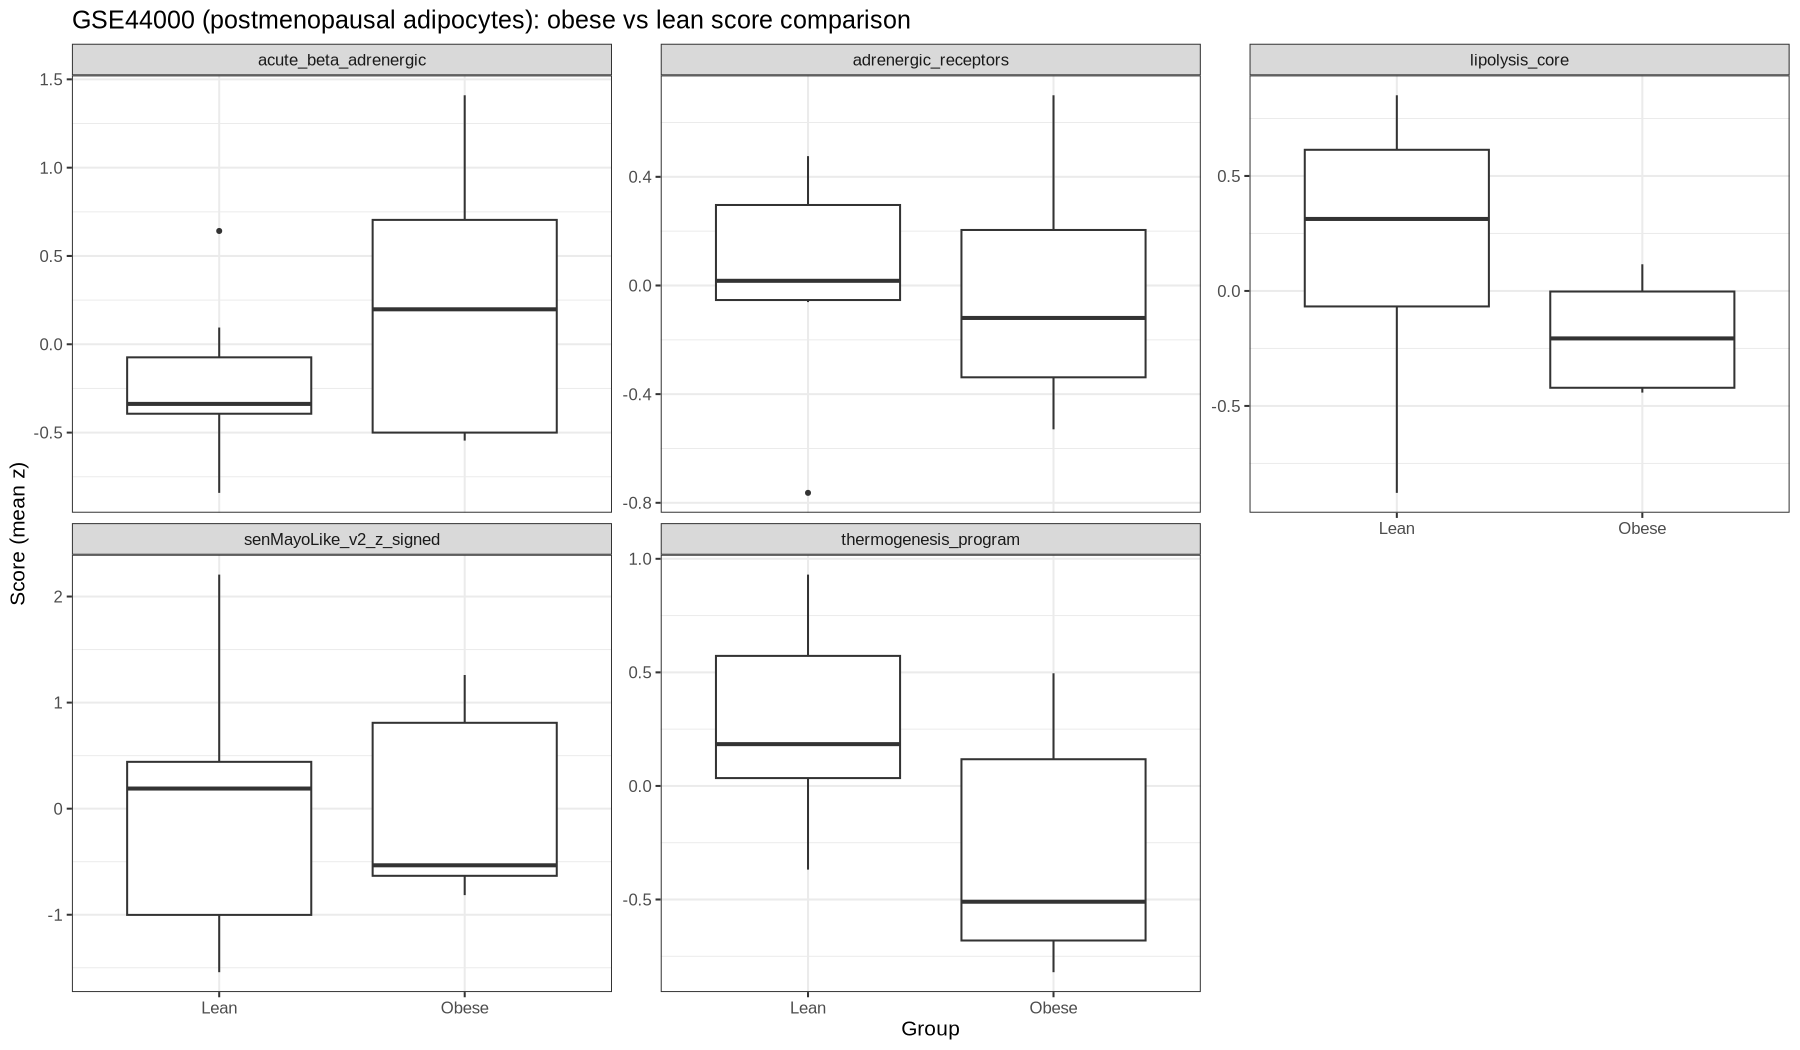 GSE44000 (postmenopausal adipocytes): obese vs lean score comparison
acute_beta_adrenergic
adrenergic_receptors
lipolysis_core
1.5
1.0
0.5
0.0
-0.5
0.4
0.0
-0.4
-0.8
0.5
0.0
-0.5
Lean
Obese
Score (mean z)
senMayoLike_v2_z_signed
thermogenesis_program
2
1
0
-1
1.0
0.5
0.0
-0.5
Lean
Obese
Lean
Obese
Group